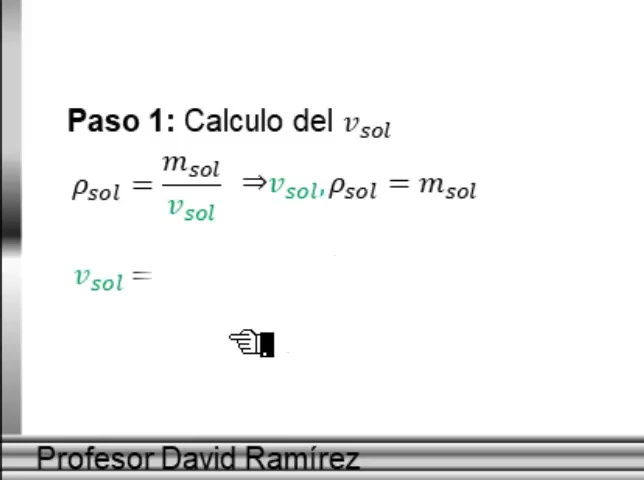 Paso 1: Calculo del v_sol
ρ_sol = m_sol / v_sol ⇒ v_sol, ρ_sol = m_sol
v_sol =
Profesor David Ramírez